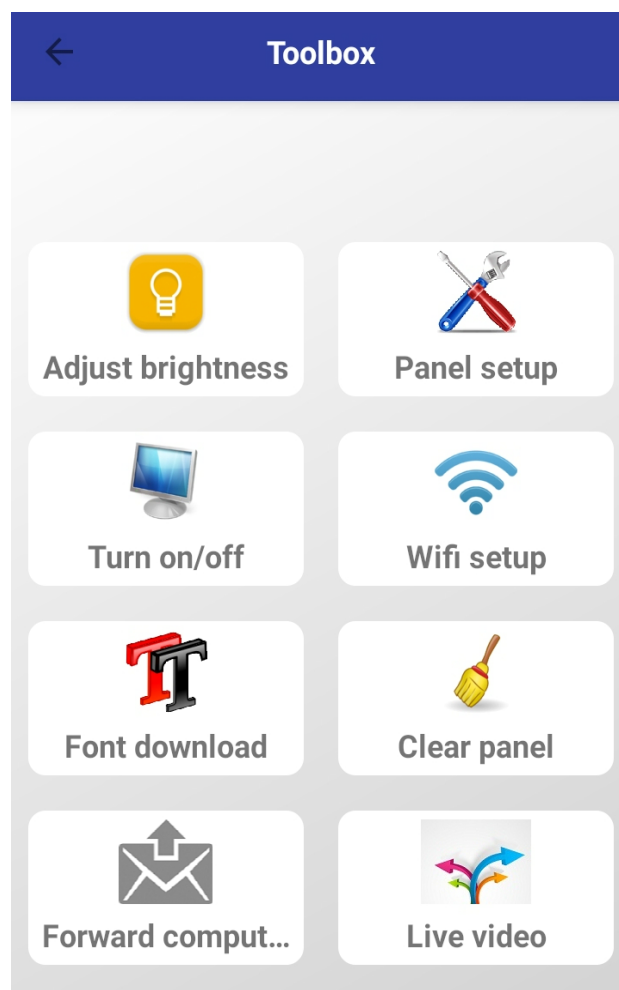 Toolbox
Adjust brightness
Panel setup
Turn on/off
Wifi setup
Font download
Clear panel
Forward comput...
Live video